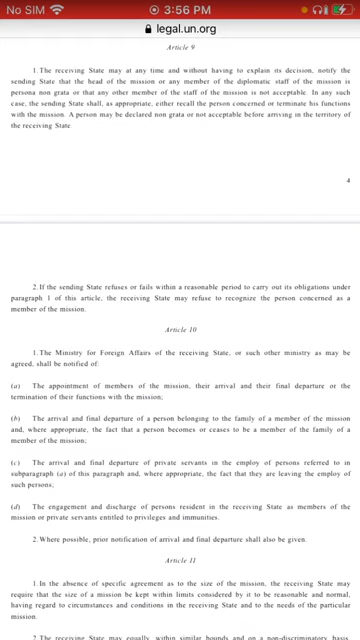 No SIM 3:56 PM
legal.un.org
Article 9
1. The receiving State may at any time and without having to explain its decision, notify the
sending State that the head of the mission or any member of the diplomatic staff of the mission is
persona non grata or that any other member of the staff of the mission is not acceptable. In any such
case, the sending State shall, as appropriate, either recall the person concerned or terminate his functions
with the mission. A person may be declared non grata or not acceptable before arriving in the territory of
the receiving State.
4
2. If the sending State refuses or fails within a reasonable period to carry out its obligations under
paragraph 1 of this article, the receiving State may refuse to recognize the person concerned as a
member of the mission.
Article 10
1. The Ministry for Foreign Affairs of the receiving State, or such other ministry as may be
agreed, shall be notified of:
(a) The appointment of members of the mission, their arrival and their final departure or the
termination of their functions with the mission;
(b) The arrival and final departure of a person belonging to the family of a member of the mission
and, where appropriate, the fact that a person becomes or ceases to be a member of the family of a
member of the mission;
(c) The arrival and final departure of private servants in the employ of persons referred to in
subparagraph (a) of this paragraph and, where appropriate, the fact that they are leaving the employ of
such persons;
(d) The engagement and discharge of persons resident in the receiving State as members of the
mission or private servants entitled to privileges and immunities.
2. Where possible, prior notification of arrival and final departure shall also be given.
Article 11
1. In the absence of specific agreement as to the size of the mission, the receiving State may
require that the size of a mission be kept within limits considered by it to be reasonable and normal,
having regard to circumstances and conditions in the receiving State and to the needs of the particular
mission.
2. The receiving State may equally, within similar bounds and on a non-discriminatory basis,